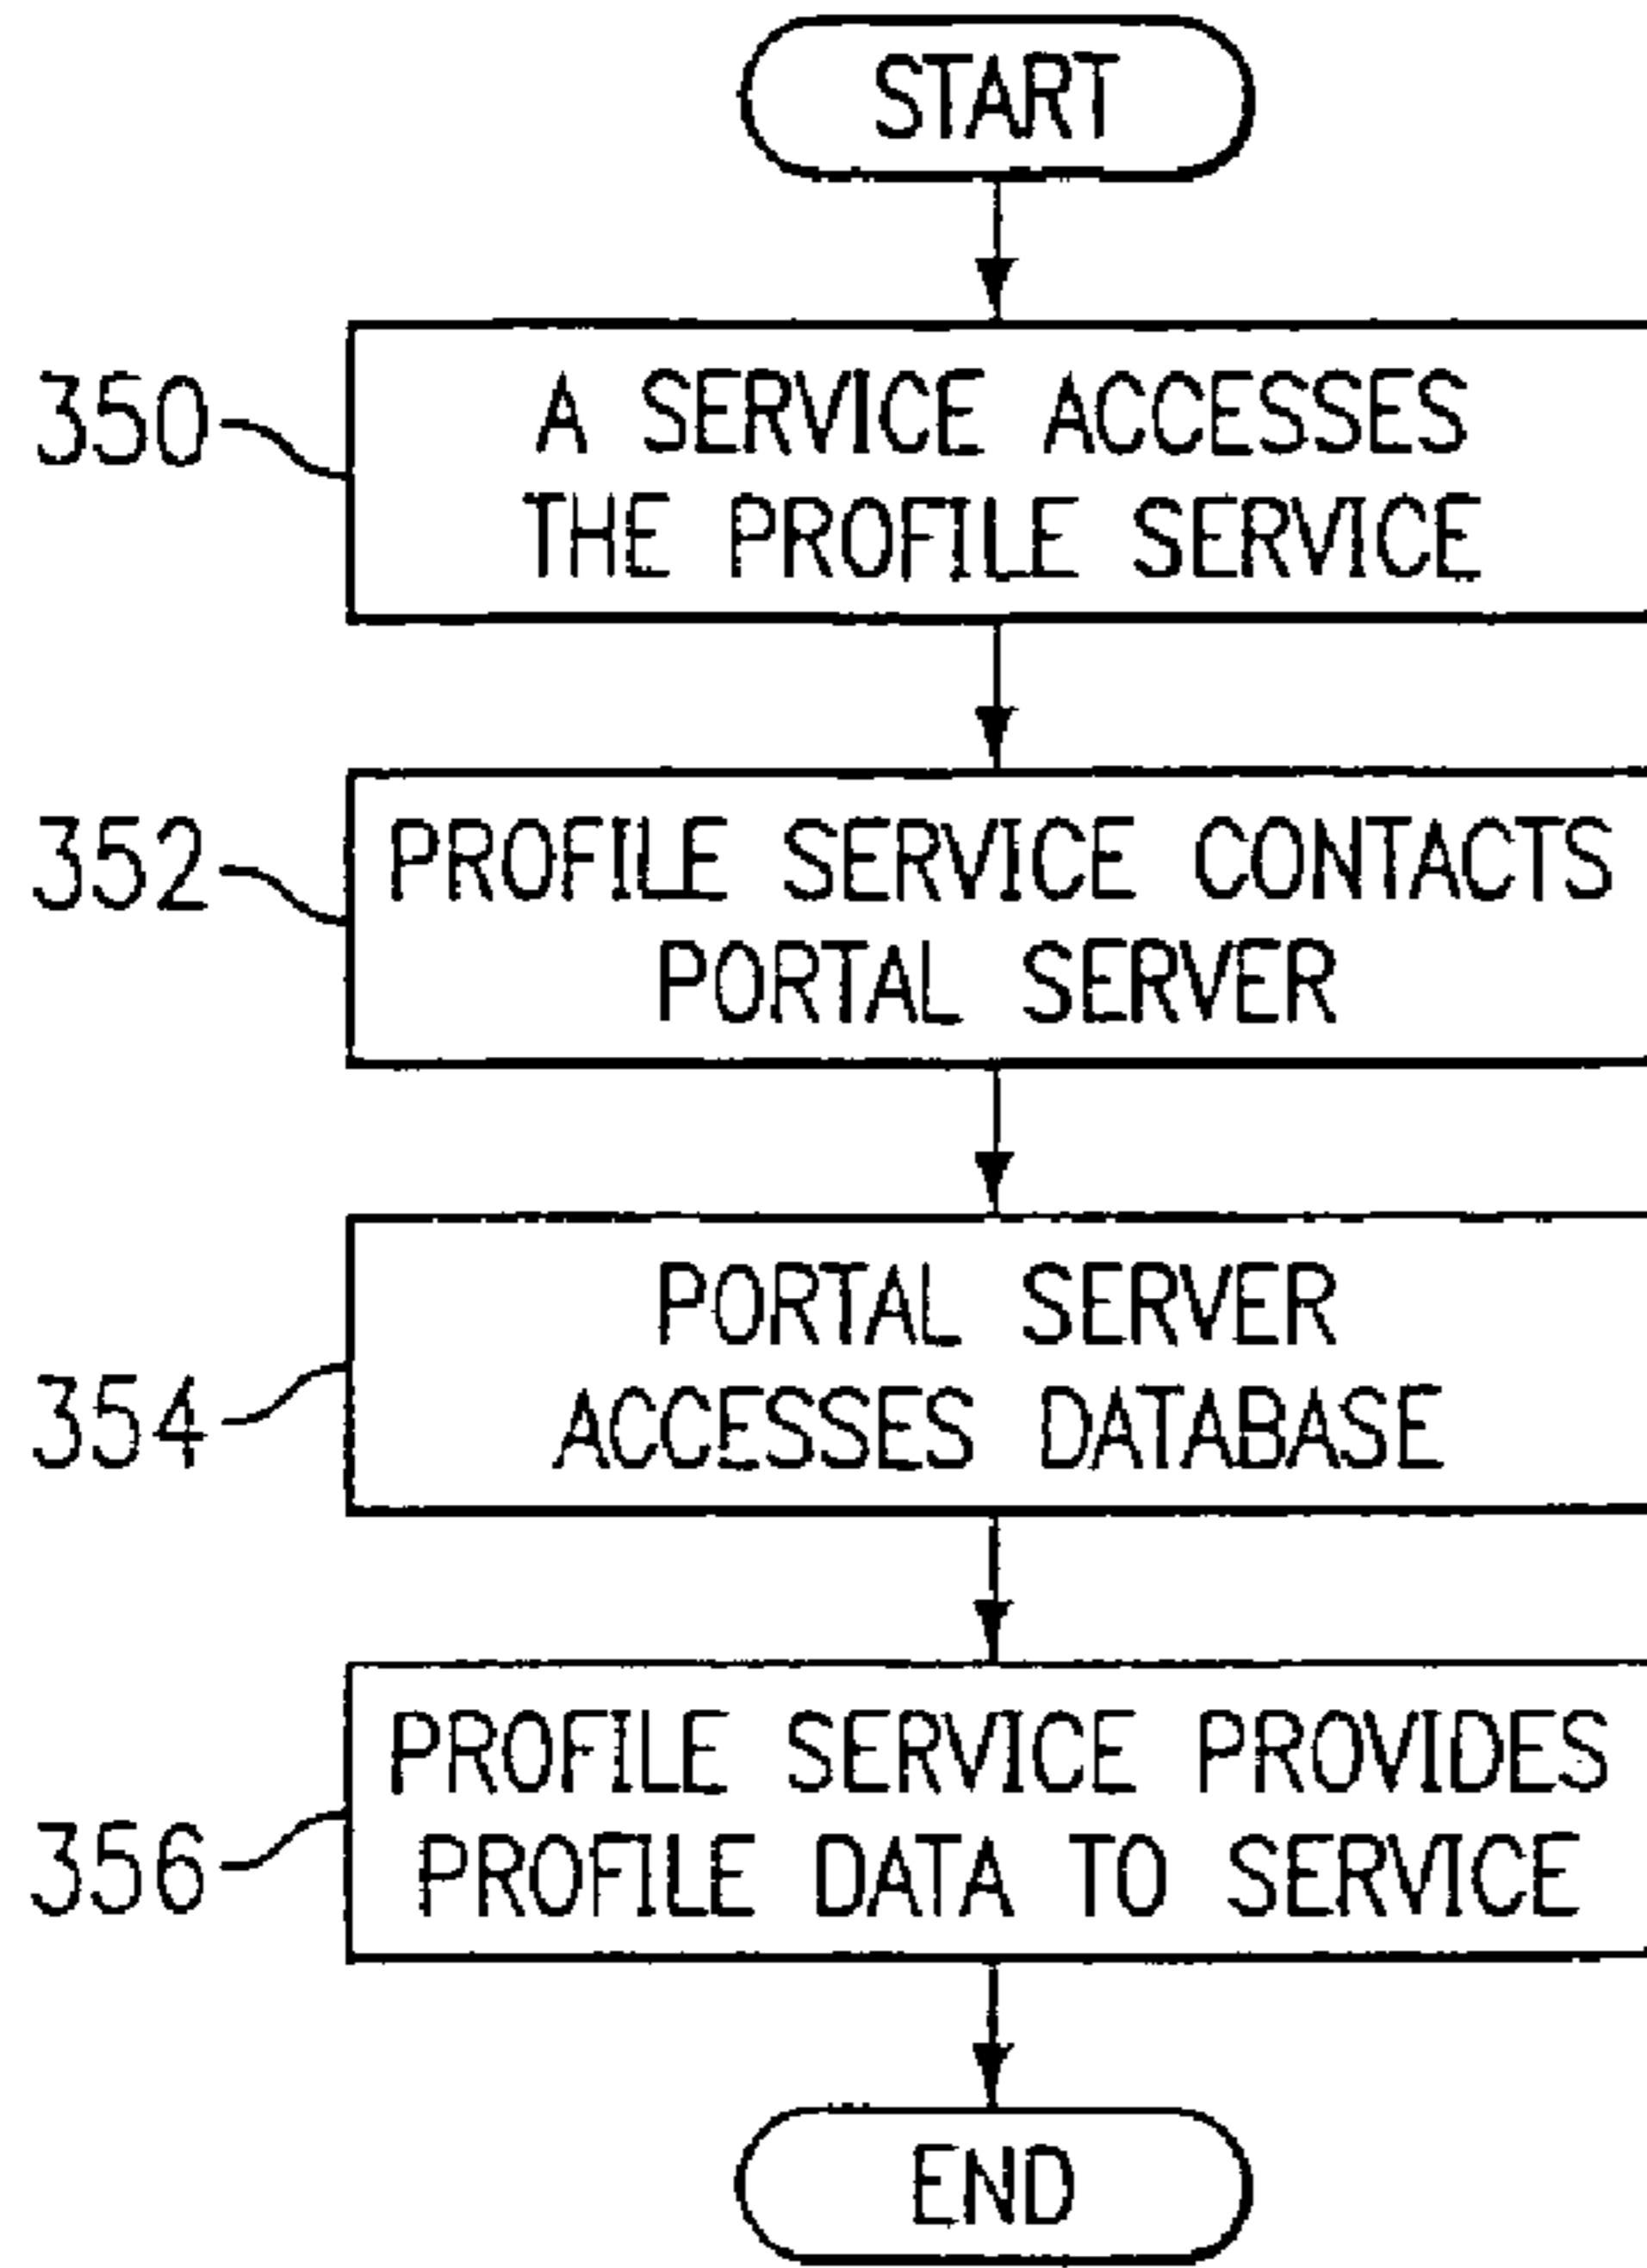 START
350
A SERVICE ACCESSES
THE PROFILE SERVICE
352
PROFILE SERVICE CONTACTS
PORTAL SERVER
354
PORTAL SERVER
ACCESSES DATABASE
356
PROFILE SERVICE PROVIDES
PROFILE DATA TO SERVICE
END